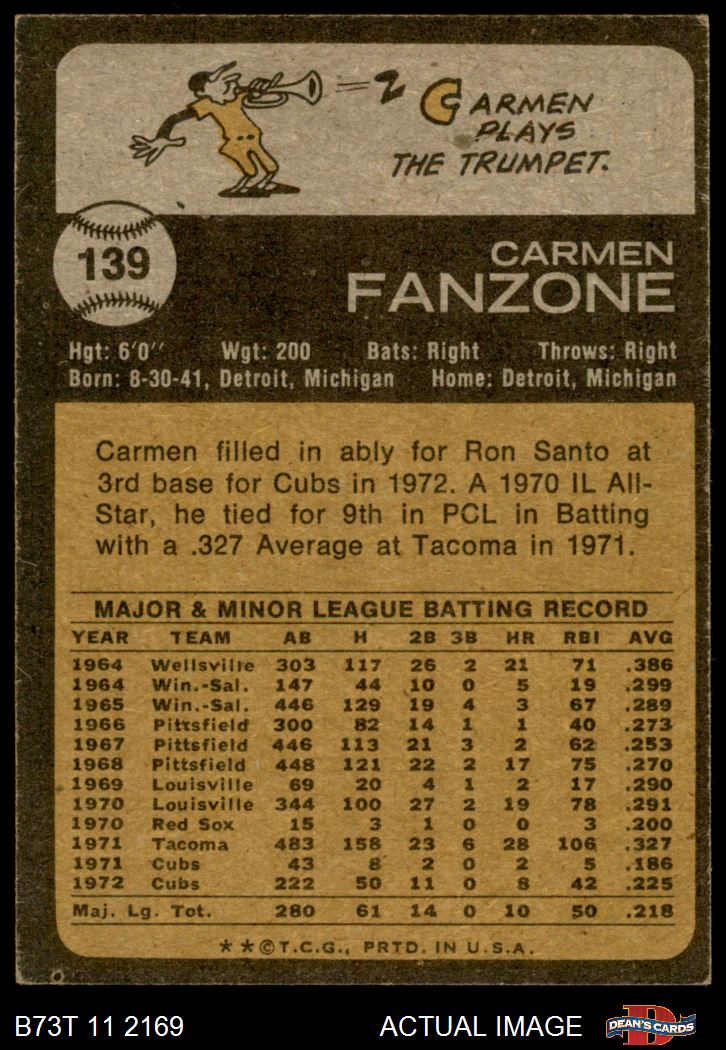 CARMEN
PLAYS
THE TRUMPET.
139
CARMEN
FANZONE
Hgt: 6'0'' Wgt: 200 Bats: Right Throws: Right
Born: 8-30-41, Detroit, Michigan Home: Detroit, Michigan
Carmen filled in ably for Ron Santo at
3rd base for Cubs in 1972. A 1970 IL All-
Star, he tied for 9th in PCL in Batting
with a .327 Average at Tacoma in 1971.
MAJOR & MINOR LEAGUE BATTING RECORD
YEAR TEAM AB H 2B 3B HR RBI AVG
1964 Wellsville 303 117 26 2 21 71 .386
1964 Win.-Sal. 147 44 10 0 5 19 .299
1965 Win.-Sal. 446 129 19 4 3 67 .289
1966 Pittsfield 300 82 14 1 1 40 .273
1967 Pittsfield 446 113 21 3 2 62 .253
1968 Pittsfield 448 121 22 2 17 75 .270
1969 Louisville 69 20 4 1 2 17 .290
1970 Louisville 344 100 27 2 19 78 .291
1970 Red Sox 15 3 1 0 0 3 .200
1971 Tacoma 483 158 23 6 28 106 .327
1971 Cubs 43 8 2 0 2 5 .186
1972 Cubs 222 50 11 0 8 42 .225
Maj. Lg. Tot. 280 61 14 0 10 50 .218
**©T.C.G., PRTD. IN U.S.A.
B73T 11 2169 ACTUAL IMAGE D DEAN'S CARDS